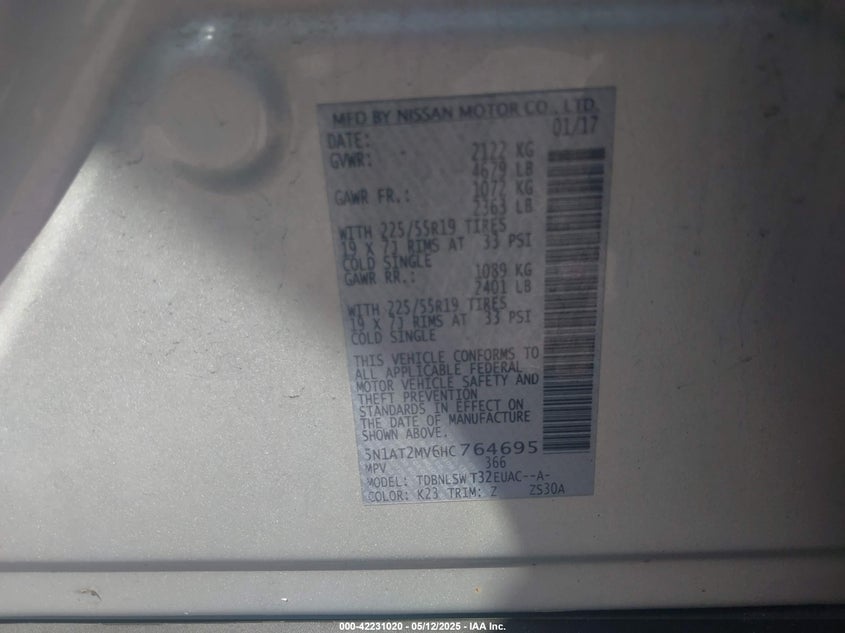 MFD BY NISSAN MOTOR CO., LTD.
DATE: 01/17
GVWR: 2122 KG
4679 LB
GAWR FR.: 1072 KG
2363 LB
WITH 225/55R19 TIRES
19 X 7J RIMS AT 33 PSI
COLD SINGLE
GAWR RR.: 1089 KG
2401 LB
WITH 225/55R19 TIRES
19 X 7J RIMS AT 33 PSI
COLD SINGLE
THIS VEHICLE CONFORMS TO
ALL APPLICABLE FEDERAL
MOTOR VEHICLE SAFETY AND
THEFT PREVENTION
STANDARDS IN EFFECT ON
THE DATE OF MANUFACTURE
SHOWN ABOVE.
5N1AT2MV6HC764695
MPV 366
MODEL: TDBNLSW T32EUAC--A-
COLOR: K23 TRIM: Z ZS30A
000-42231020 - 05/12/2025 - IAA Inc.